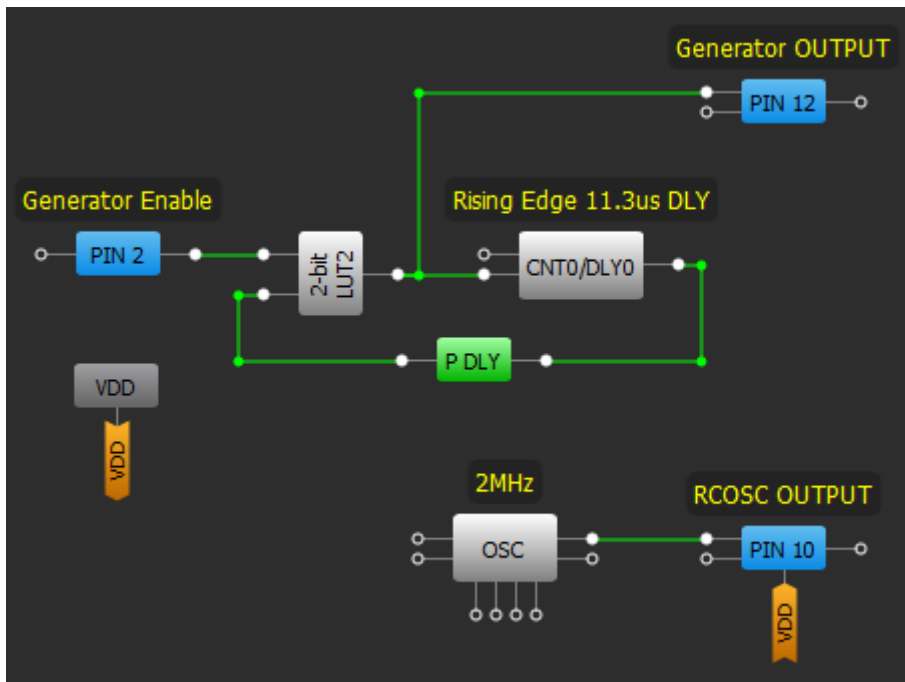 Generator OUTPUT
PIN 12
Generator Enable
Rising Edge 11.3us DLY
PIN 2
2-bit
LUT2
CNT0/DLY0
P DLY
VDD
VDD
2MHz
RCOSC OUTPUT
OSC
PIN 10
VDD